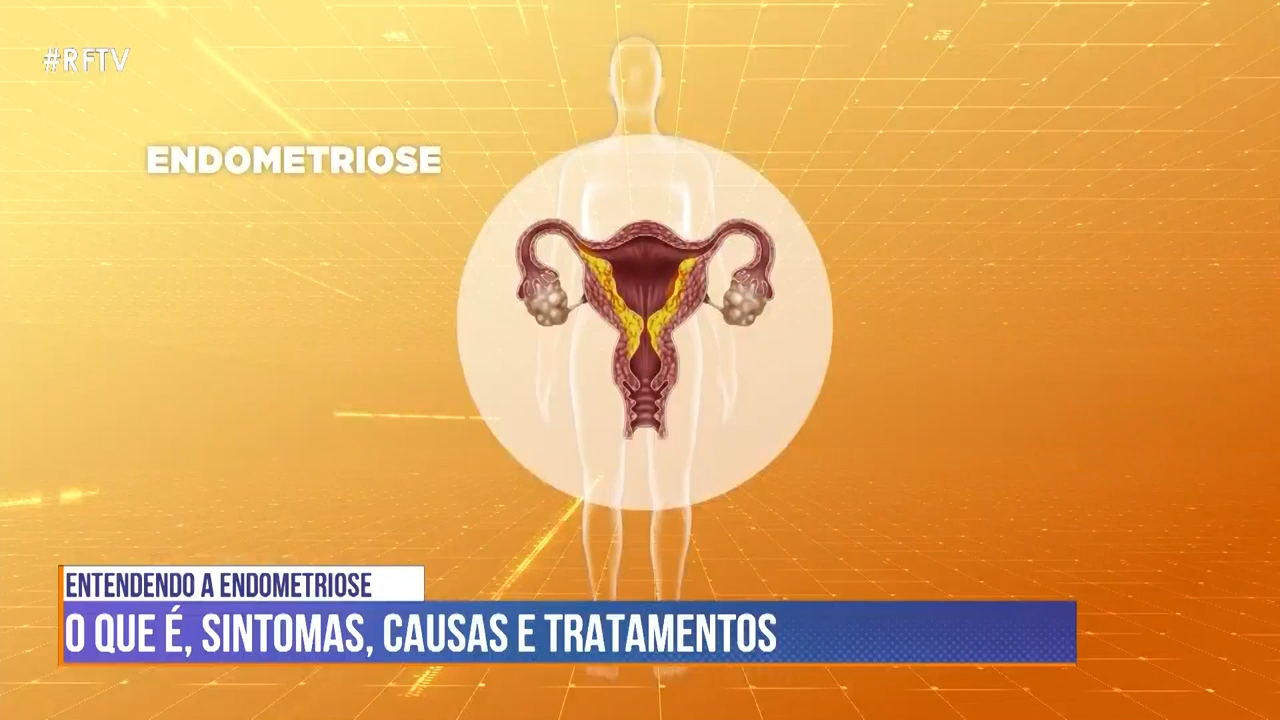 #RFTV
ENDOMETRIOSE
ENTENDENDO A ENDOMETRIOSE
O QUE É, SINTOMAS, CAUSAS E TRATAMENTOS